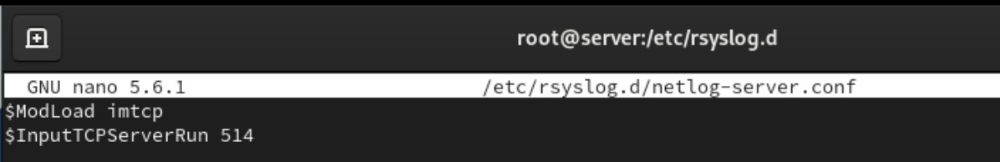 root@server:/etc/rsyslog.d
GNU nano 5.6.1 /etc/rsyslog.d/netlog-server.conf
$ModLoad imtcp
$InputTCPServerRun 514